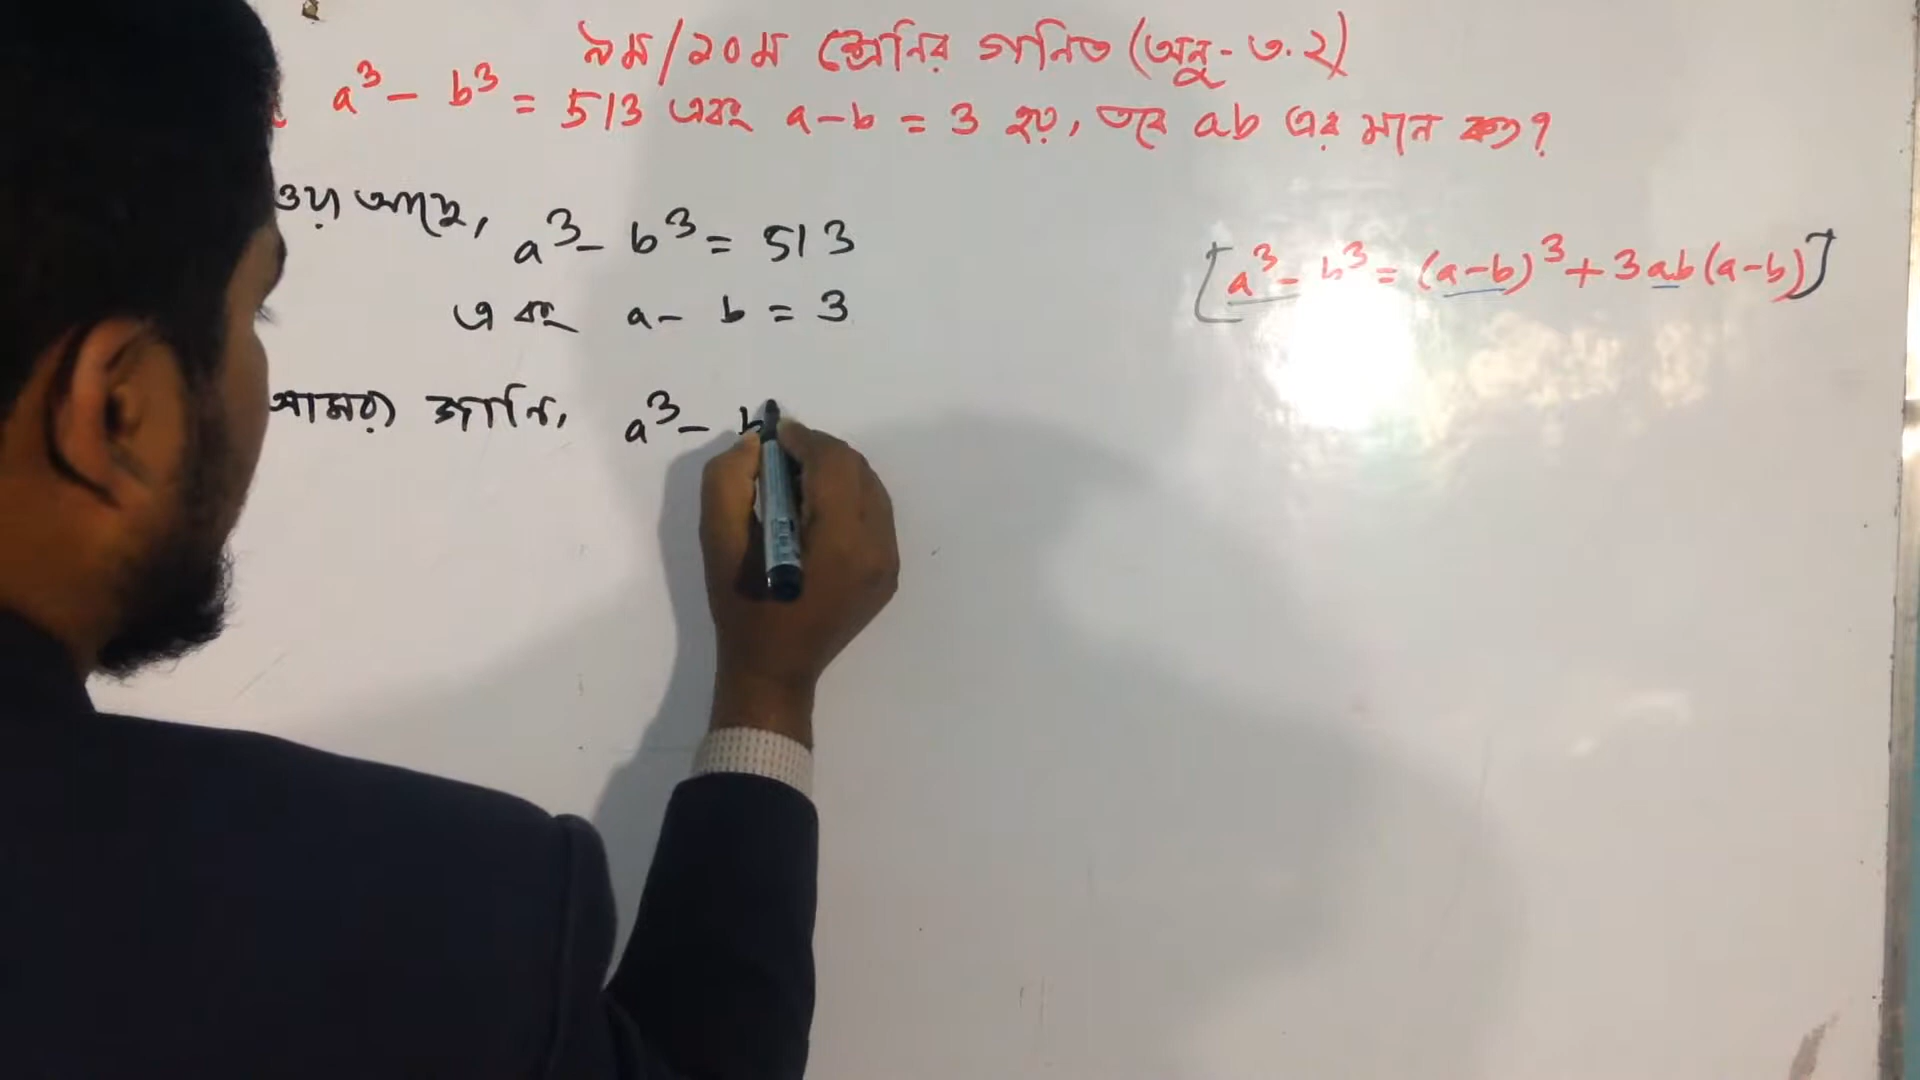 ৯ম/১০ম শ্রেনির গনিত (অনু-৩.২)
a³ - b³ = 513 এবং a-b = 3 হয়, তবে ab এর মান কত?
ওয়া আছে, a³ - b³ = 513
[a³ - b³ = (a-b)³ + 3ab(a-b)]
এবং a - b = 3
আমরা জানি, a³ - b